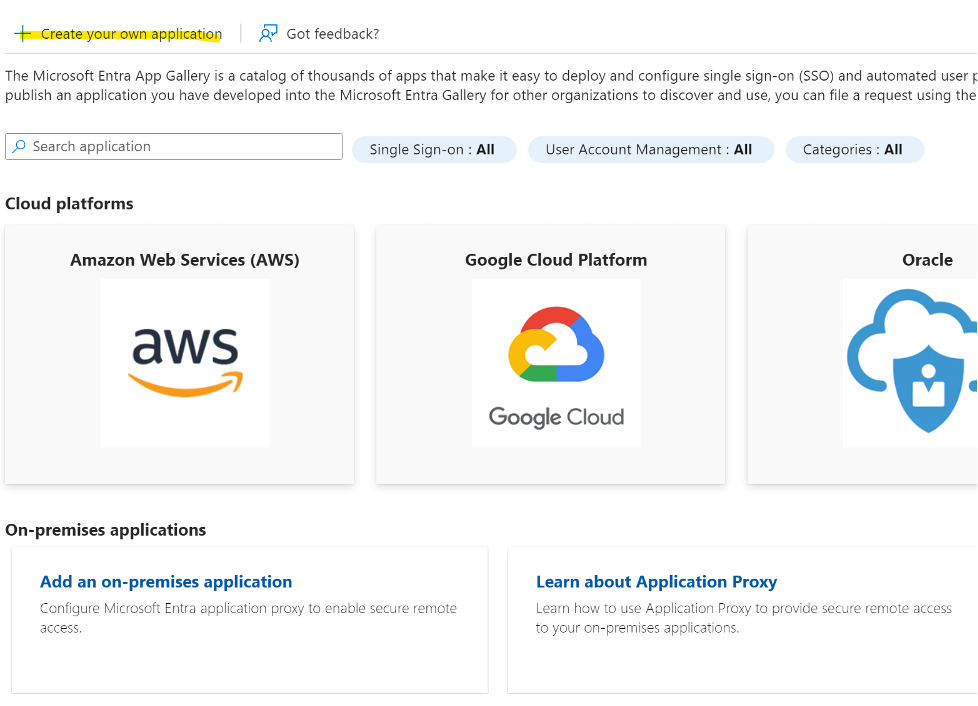 Create your own application
Got feedback?
The Microsoft Entra App Gallery is a catalog of thousands of apps that make it easy to deploy and configure single sign-on (SSO) and automated user
publish an application you have developed into the Microsoft Entra Gallery for other organizations to discover and use, you can file a request using the
Search application
Single Sign-on : All
User Account Management : All
Categories : All
Cloud platforms
Amazon Web Services (AWS)
Google Cloud Platform
Oracle
aws
Google Cloud
On-premises applications
Add an on-premises application
Configure Microsoft Entra application proxy to enable secure remote
access.
Learn about Application Proxy
Learn how to use Application Proxy to provide secure remote access
to your on-premises applications.